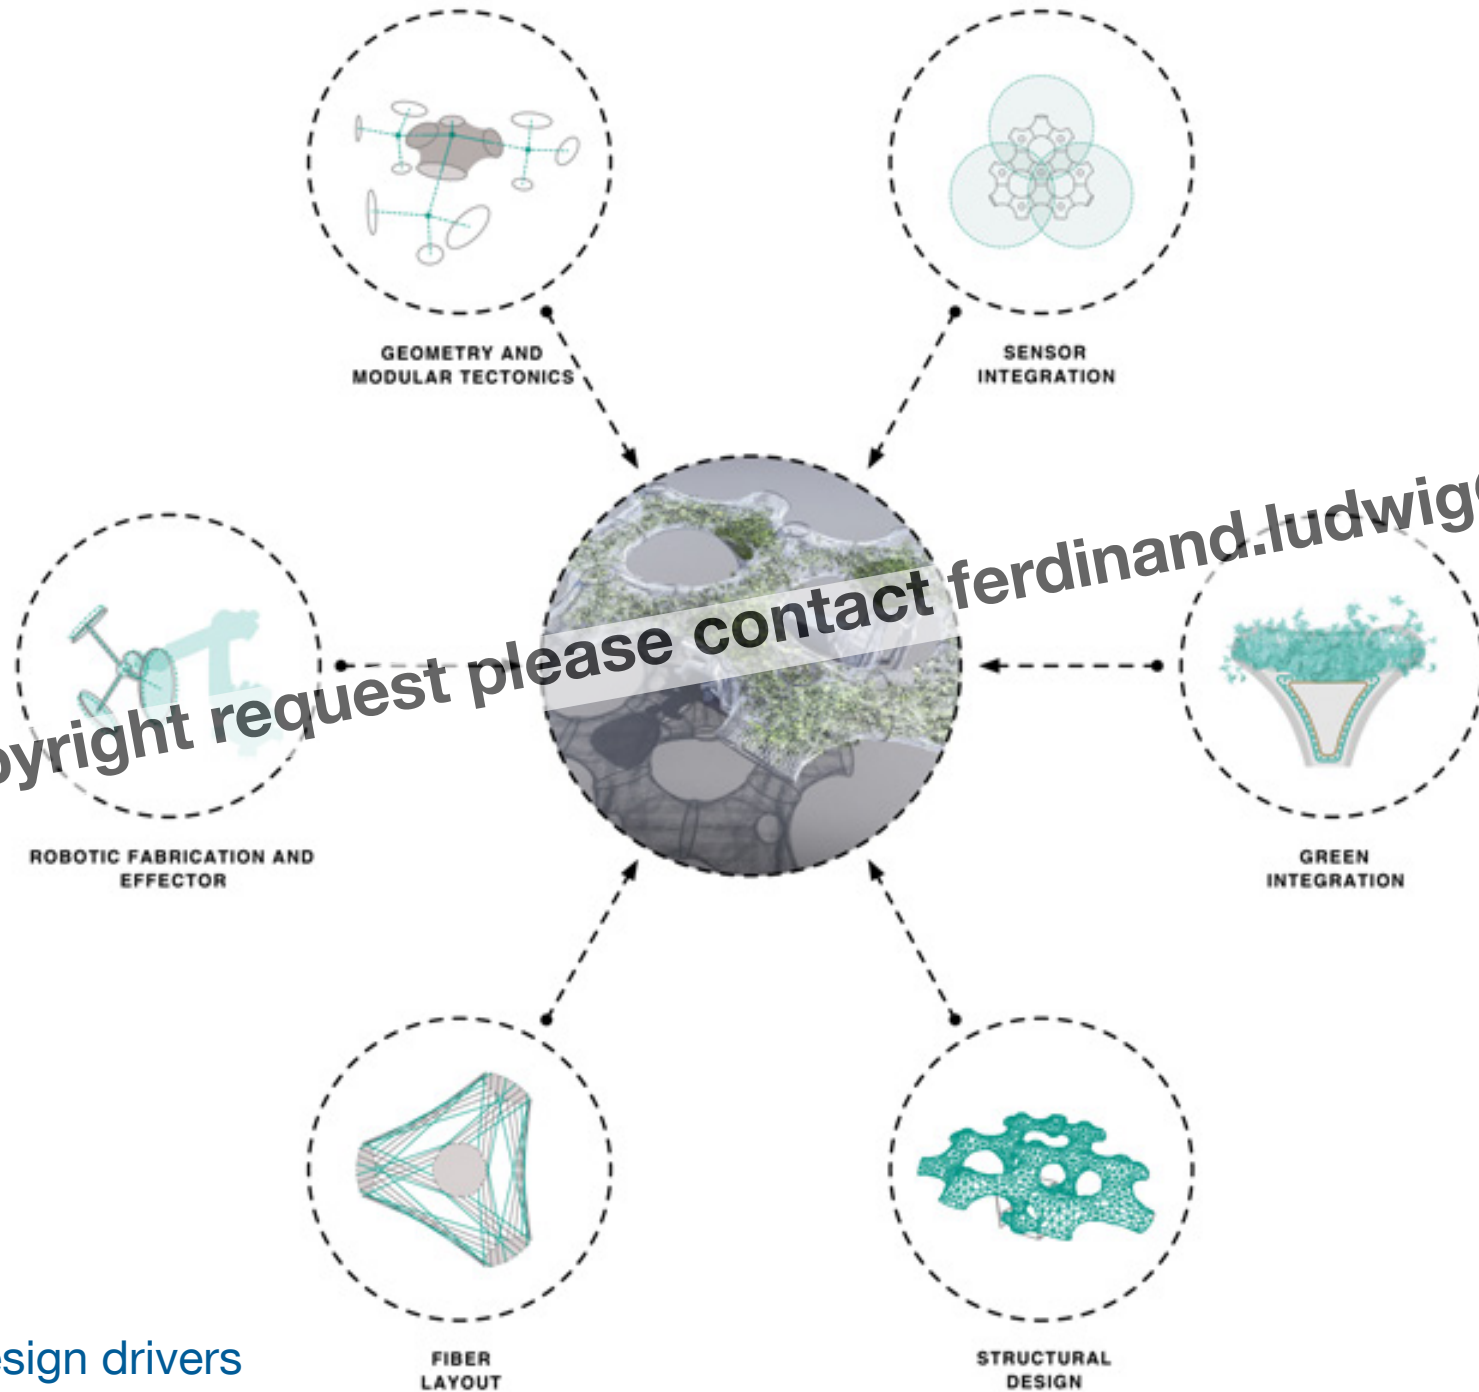 GEOMETRY AND
MODULAR TECTONICS
SENSOR
INTEGRATION
pyright request please contact ferdinand.ludwig
ROBOTIC FABRICATION AND
EFFECTOR
GREEN
INTEGRATION
FIBER
LAYOUT
STRUCTURAL
DESIGN
esign drivers